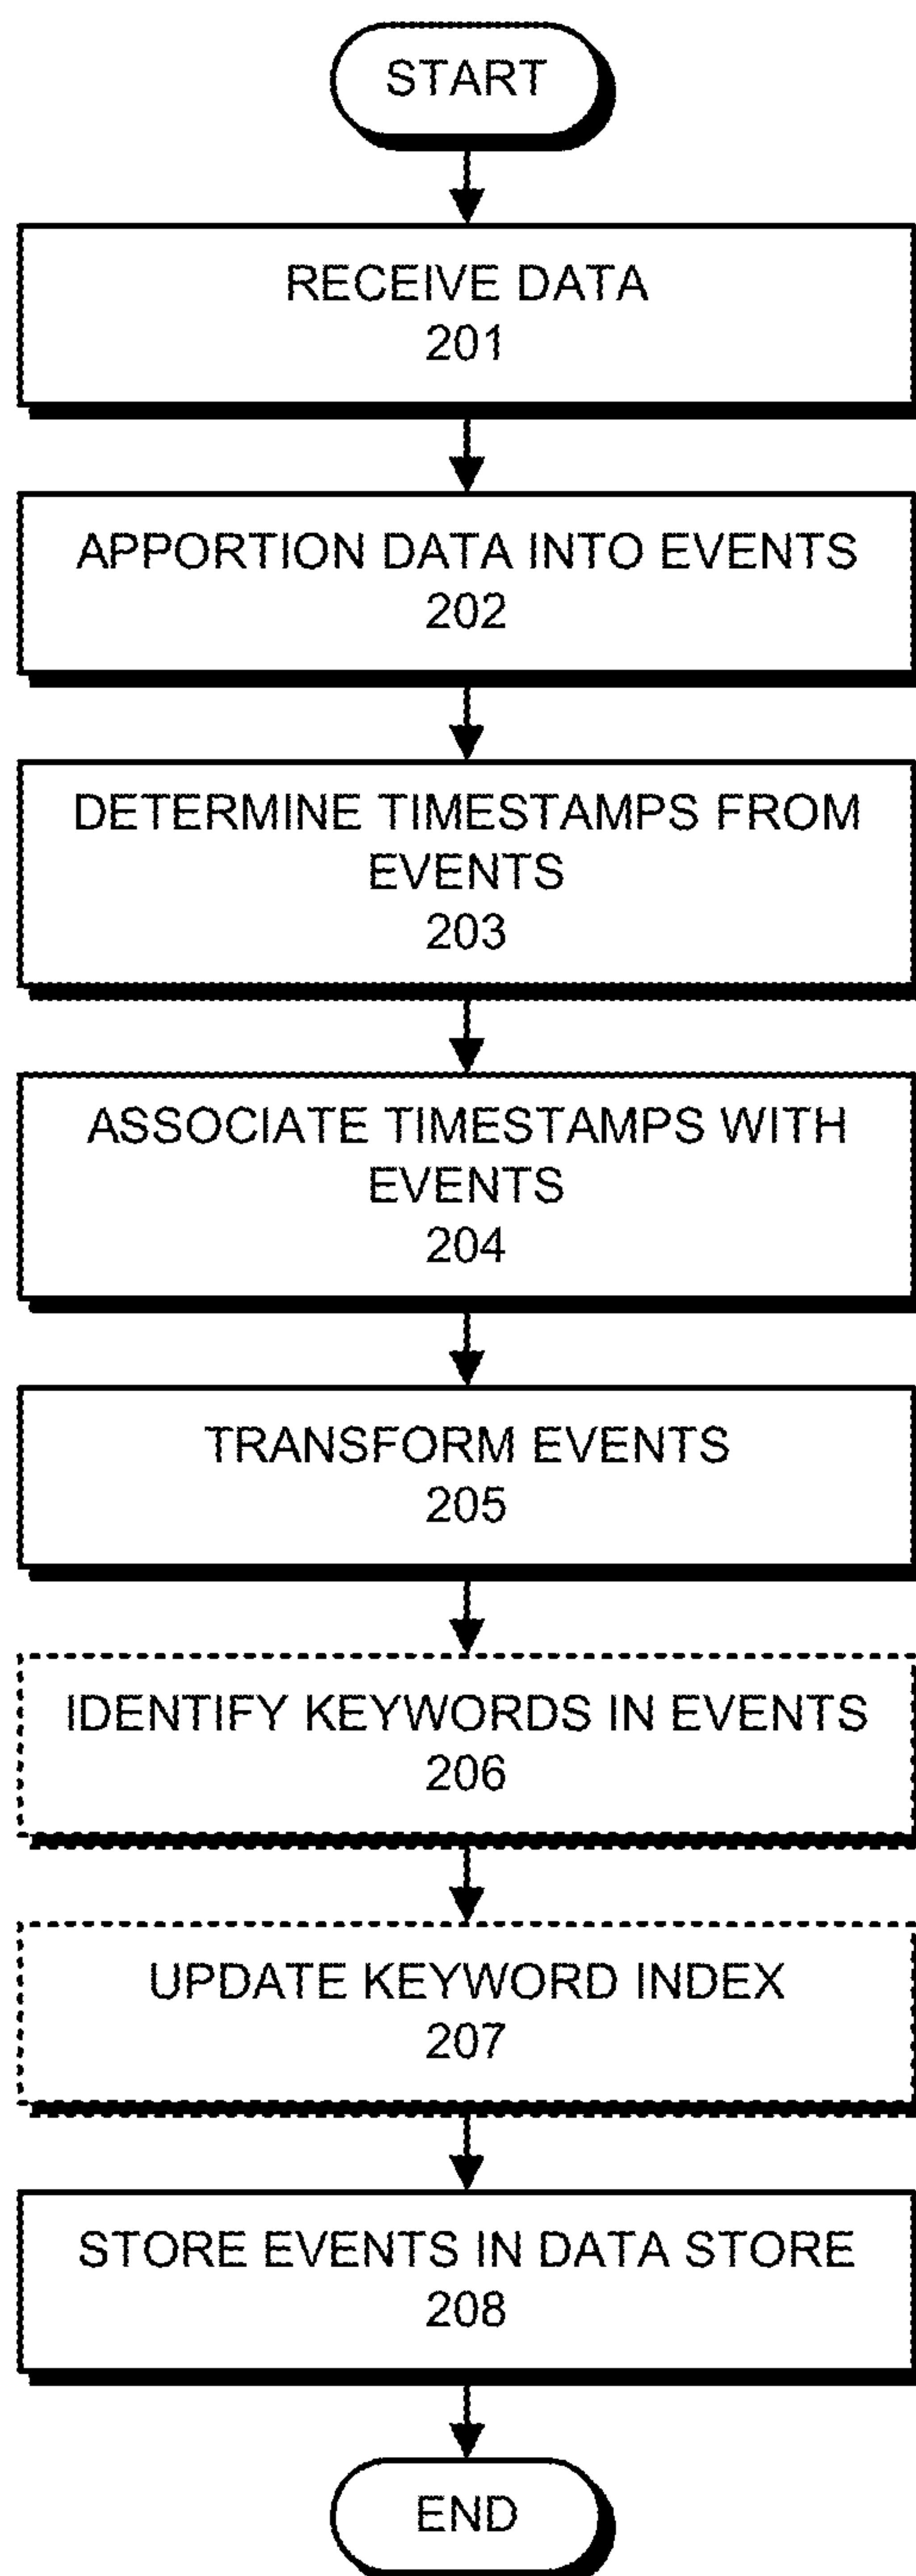 START
RECEIVE DATA
201
APPORTION DATA INTO EVENTS
202
DETERMINE TIMESTAMPS FROM
EVENTS
203
ASSOCIATE TIMESTAMPS WITH
EVENTS
204
TRANSFORM EVENTS
205
IDENTIFY KEYWORDS IN EVENTS
206
UPDATE KEYWORD INDEX
207
STORE EVENTS IN DATA STORE
208
END